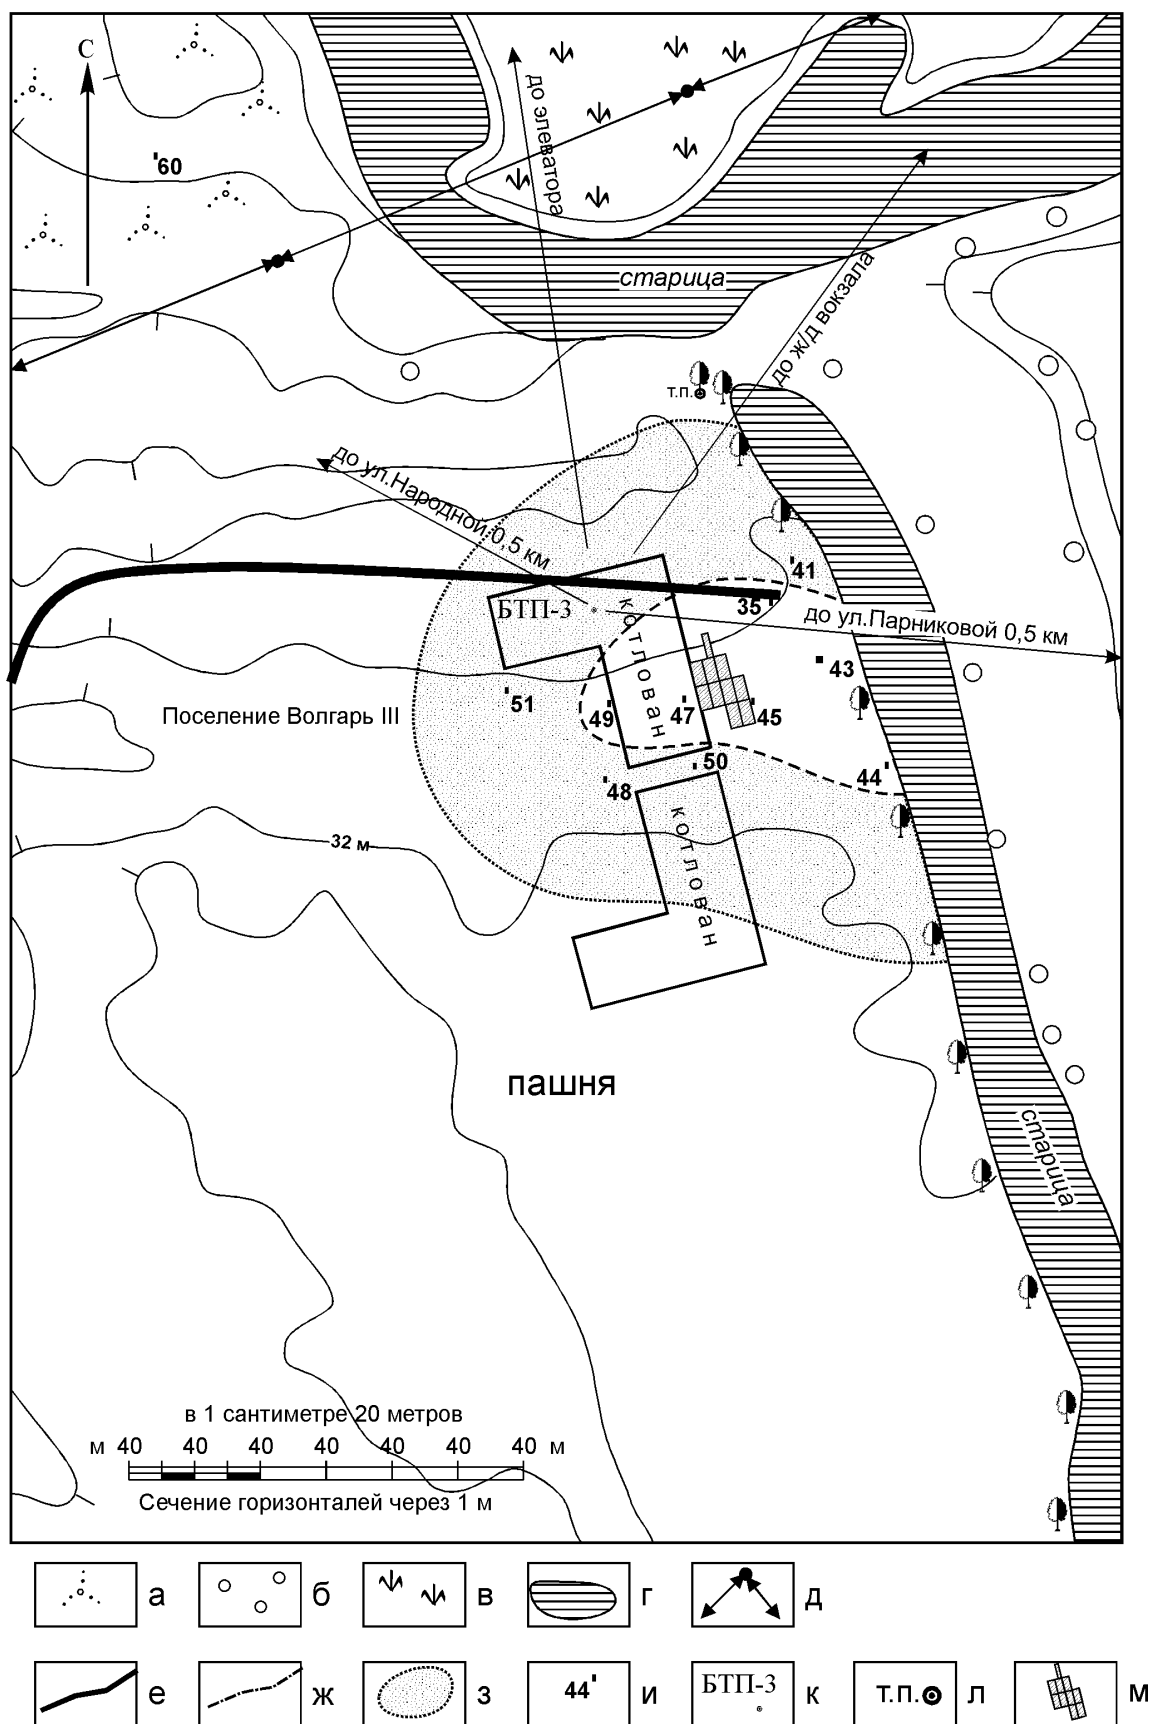 С
до элеватора
60
старица
до ж/д вокзала
т.п.
до ул.Народной 0,5 км
41
БТП-3
35
до ул.Парниковой 0,5 км
котлован
43
51
49
47
45
Поселение Волгарь III
50
44
48
32 м
котлован
пашня
старица
в 1 сантиметре 20 метров
м 40 40 40 40 40 40 40 м
Сечение горизонталей через 1 м
а
б
в
г
д
е
ж
з
44 и
БТП-3 к
т.п. л
м